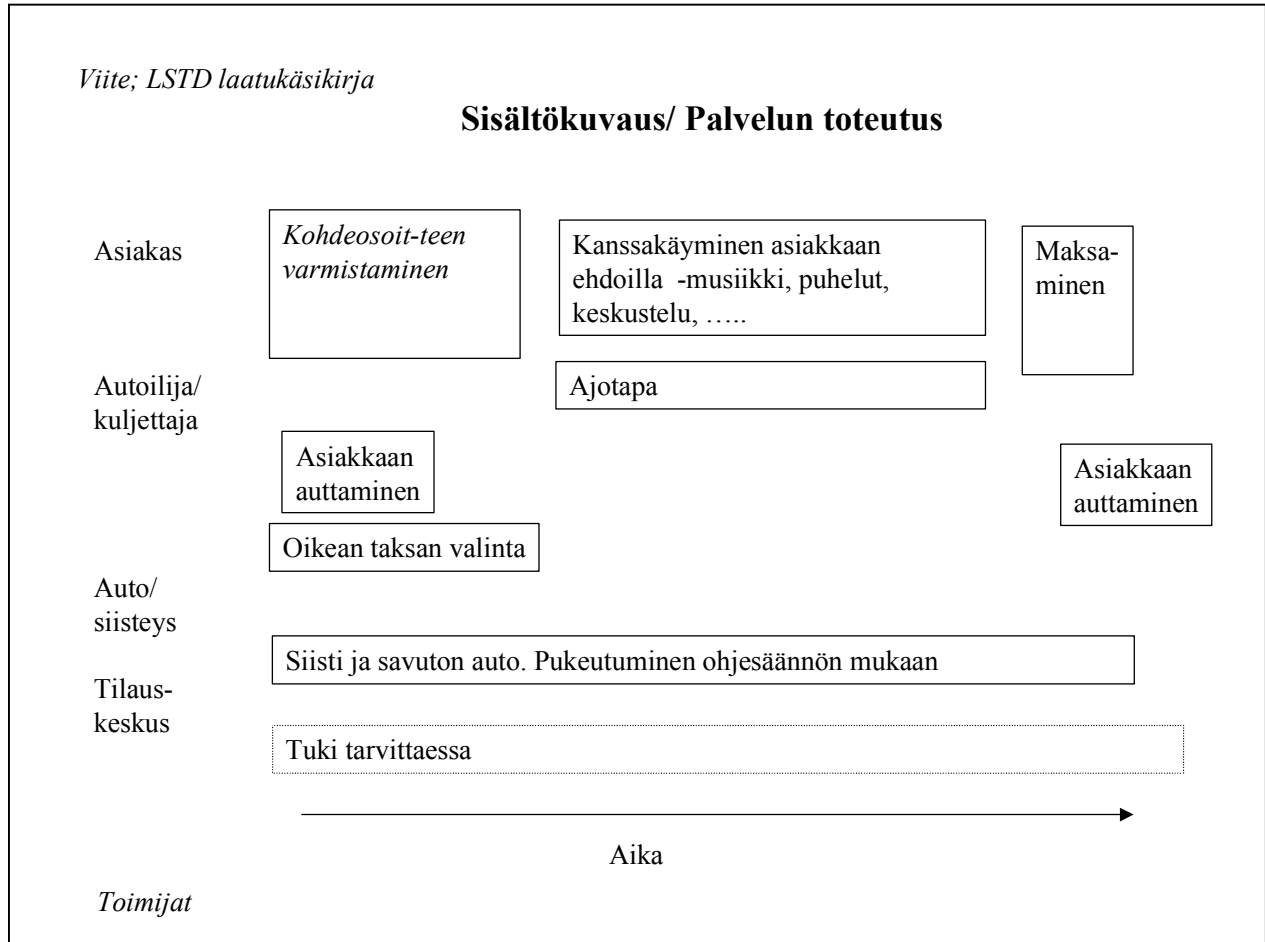 Viite; LSTD laatukäsikirja
Sisältökuvaus/ Palvelun toteutus
Asiakas
Kohdeosoit-teen
varmistaminen
Kanssakäyminen asiakkaan
ehdoilla -musiikki, puhelut,
keskustelu, …..
Maksa-
minen
Autoilija/
kuljettaja
Ajotapa
Asiakkaan
auttaminen
Asiakkaan
auttaminen
Oikean taksan valinta
Auto/
siisteys
Siisti ja savuton auto. Pukeutuminen ohjesäännön mukaan
Tilaus-
keskus
Tuki tarvittaessa
Aika
Toimijat